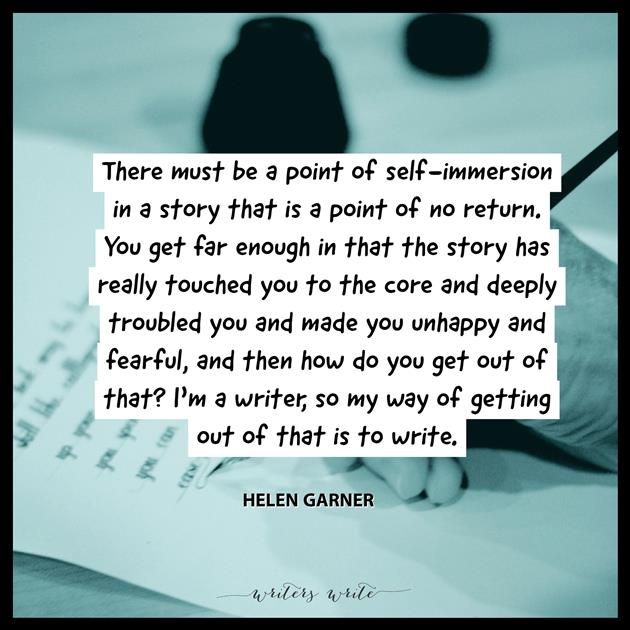 There must be a point of self-immersion
in a story that is a point of no return.
You get far enough in that the story has
really touched you to the core and deeply
troubled you and made you unhappy and
fearful, and then how do you get out of
that? I'm a writer, so my way of getting
out of that is to write.
HELEN GARNER
writers write